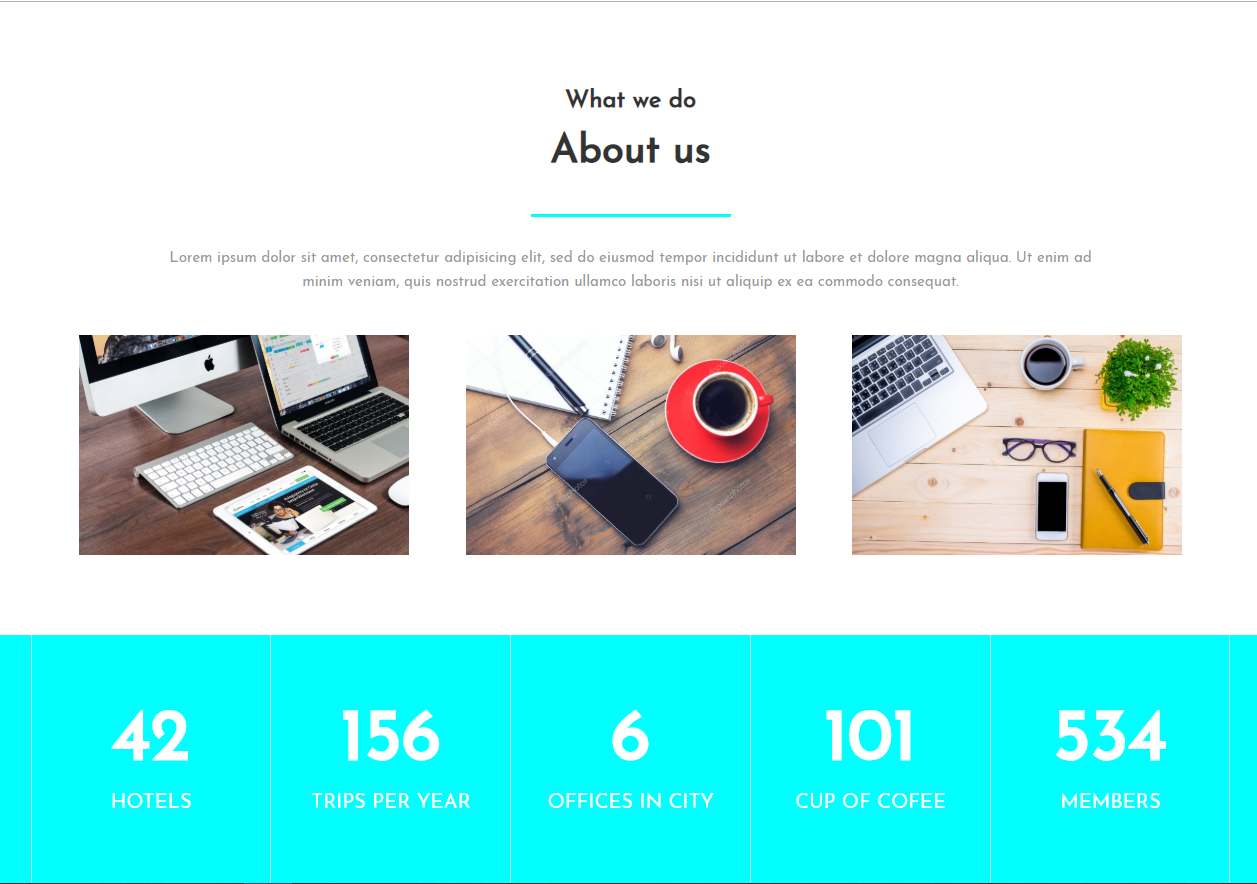 What we do
About us
Lorem ipsum dolor sit amet, consectetur adipisicing elit, sed do eiusmod tempor incididunt ut labore et dolore magna aliqua. Ut enim ad
minim veniam, quis nostrud exercitation ullamco laboris nisi ut aliquip ex ea commodo consequat.
42
156
6
101
534
HOTELS
TRIPS PER YEAR
OFFICES IN CITY
CUP OF COFEE
MEMBERS